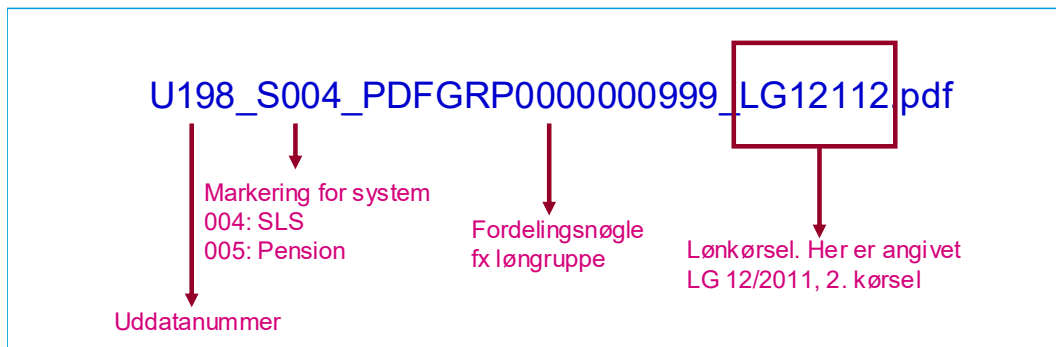 U198_S004_PDFGRP0000000999_LG12112.pdf
Markering for system
004: SLS
005: Pension
Fordelingsnøgle
fx løngruppe
Lønkørsel. Her er angivet
LG 12/2011, 2. kørsel
Uddatanummer